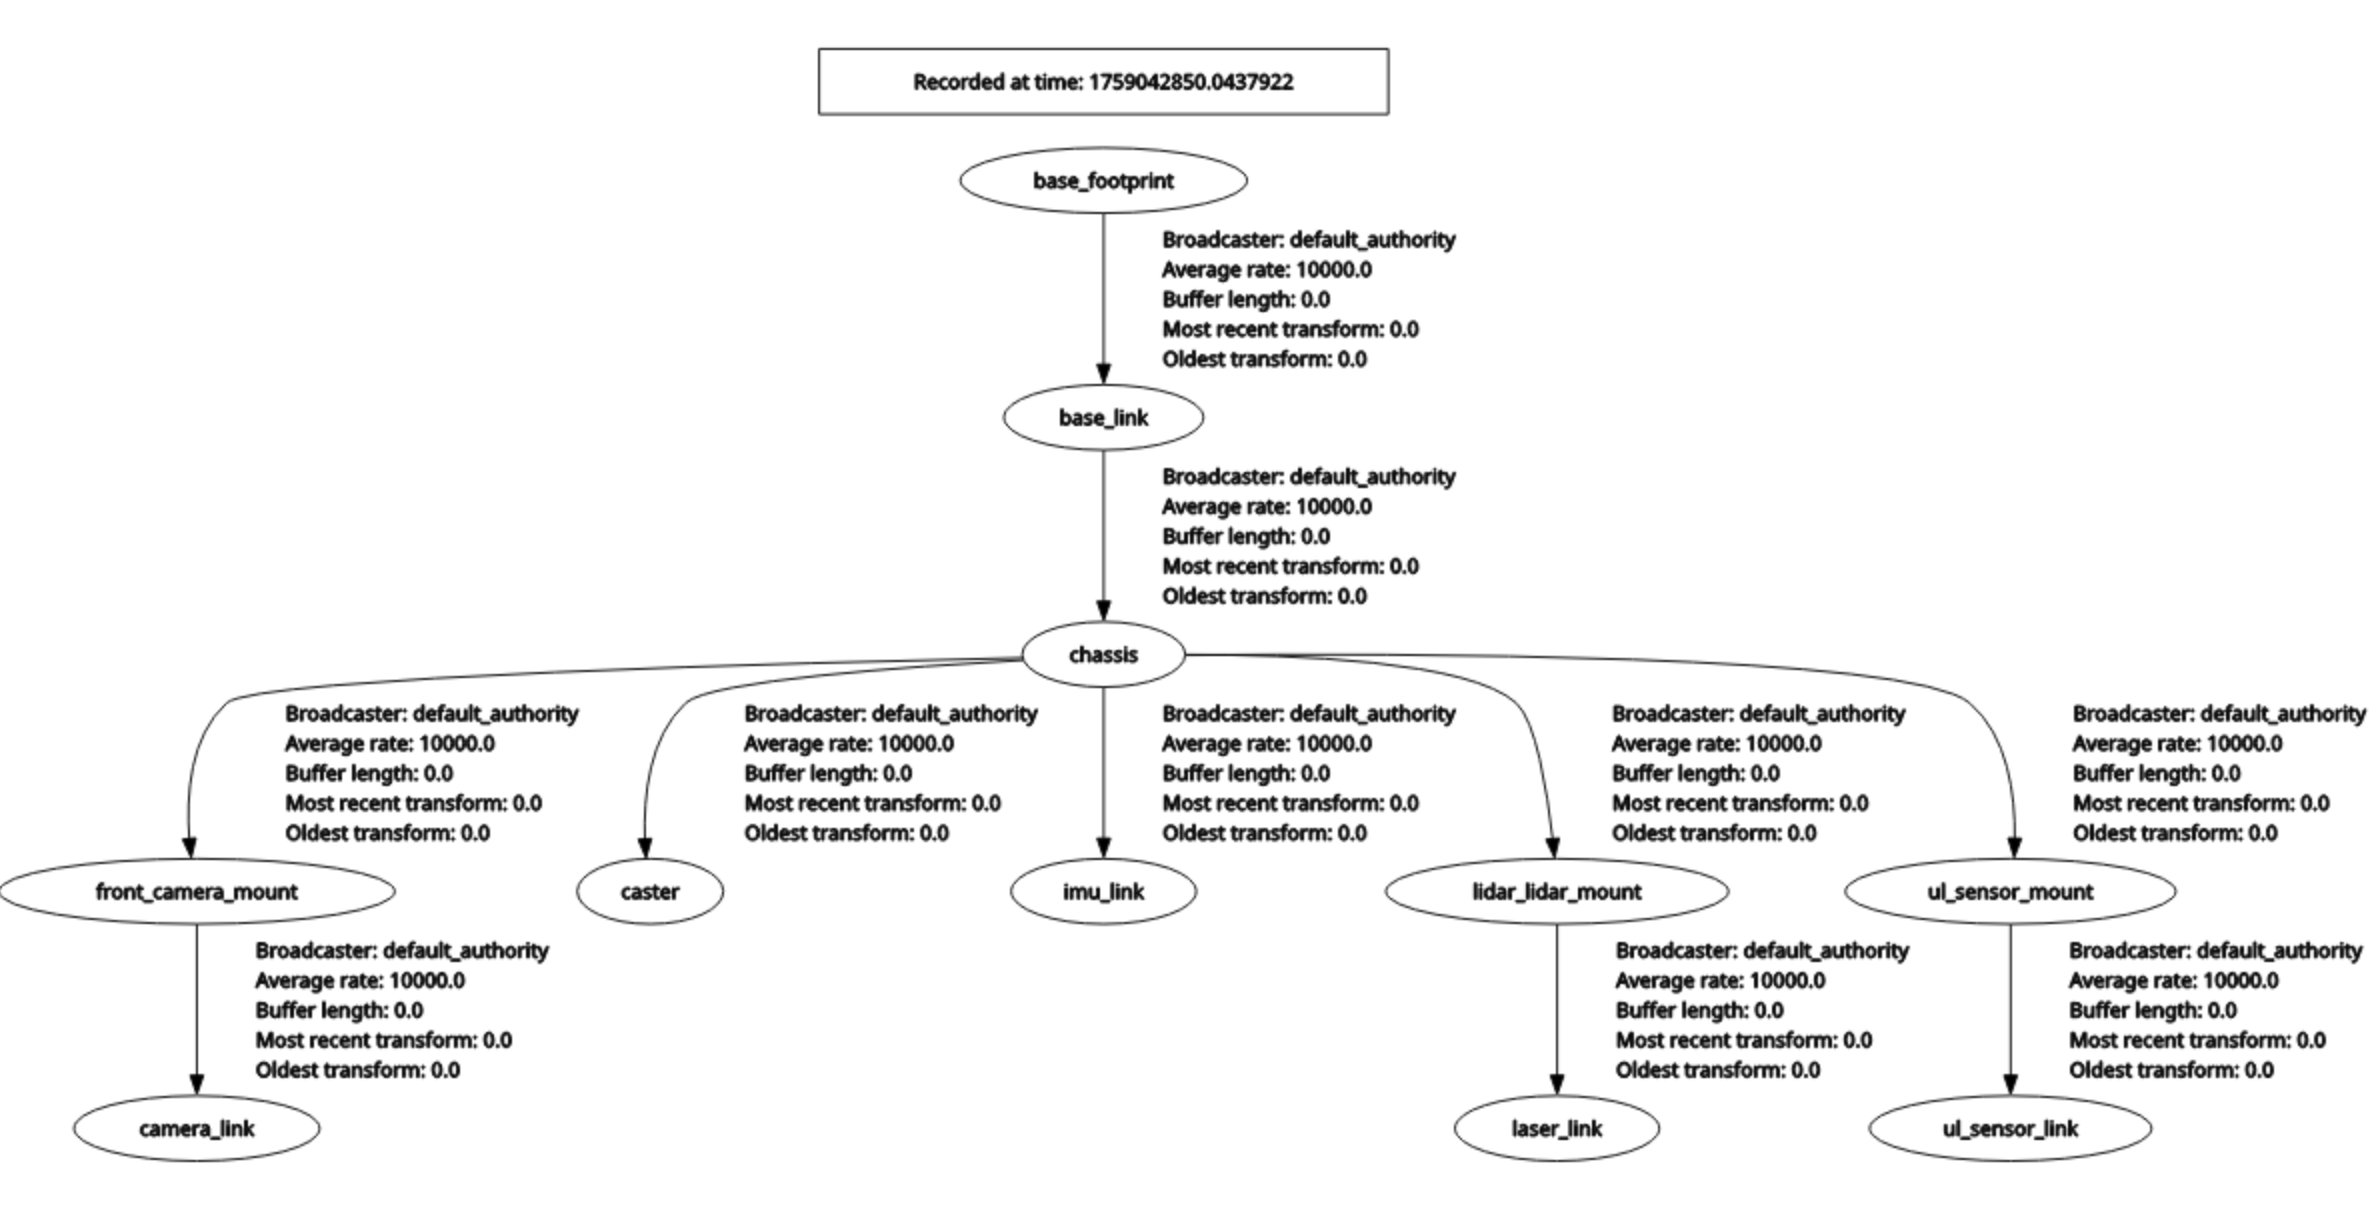 Recorded at time: 1759042850.0437922
base_footprint
Broadcaster: default_authority
Average rate: 10000.0
Buffer length: 0.0
Most recent transform: 0.0
Oldest transform: 0.0
base_link
Broadcaster: default_authority
Average rate: 10000.0
Buffer length: 0.0
Most recent transform: 0.0
Oldest transform: 0.0
chassis
Broadcaster: default_authority
Average rate: 10000.0
Buffer length: 0.0
Most recent transform: 0.0
Oldest transform: 0.0
Broadcaster: default_authority
Average rate: 10000.0
Buffer length: 0.0
Most recent transform: 0.0
Oldest transform: 0.0
Broadcaster: default_authority
Average rate: 10000.0
Buffer length: 0.0
Most recent transform: 0.0
Oldest transform: 0.0
Broadcaster: default_authority
Average rate: 10000.0
Buffer length: 0.0
Most recent transform: 0.0
Oldest transform: 0.0
Broadcaster: default_authority
Average rate: 10000.0
Buffer length: 0.0
Most recent transform: 0.0
Oldest transform: 0.0
front_camera_mount
caster
imu_link
lidar_lidar_mount
ul_sensor_mount
Broadcaster: default_authority
Average rate: 10000.0
Buffer length: 0.0
Most recent transform: 0.0
Oldest transform: 0.0
Broadcaster: default_authority
Average rate: 10000.0
Buffer length: 0.0
Most recent transform: 0.0
Oldest transform: 0.0
Broadcaster: default_authority
Average rate: 10000.0
Buffer length: 0.0
Most recent transform: 0.0
Oldest transform: 0.0
camera_link
laser_link
ul_sensor_link